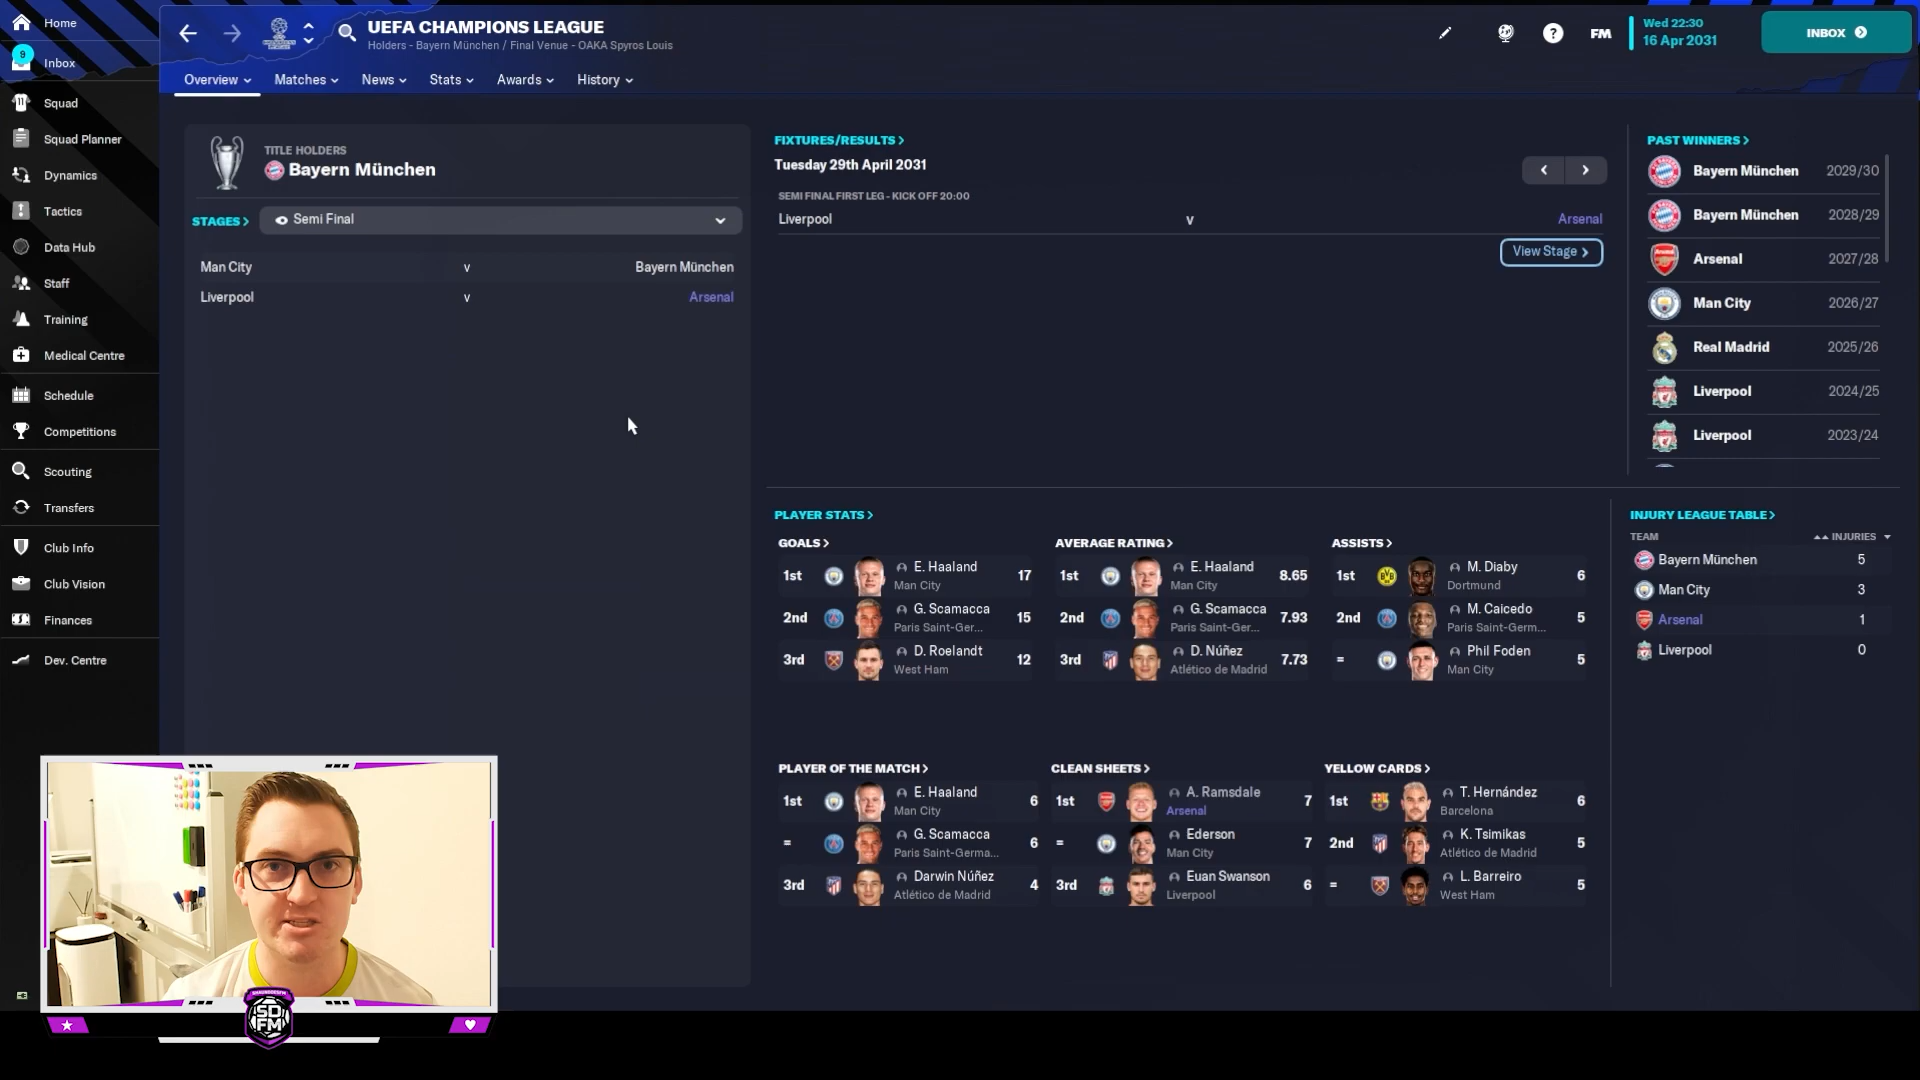 Home
9
Inbox
Squad
Squad Planner
Dynamics
Tactics
Data Hub
Staff
Training
Medical Centre
Schedule
Competitions
Scouting
Transfers
Club Info
Club Vision
Finances
Dev. Centre
UEFA CHAMPIONS LEAGUE
Holders - Bayern München / Final Venue - OAKA Spyros Louis
FM
Wed 22:30
16 Apr 2031
INBOX
Overview Matches News Stats Awards History
TITLE HOLDERS
Bayern München
STAGES Semi Final
Man City v Bayern München
Liverpool v Arsenal
FIXTURES/RESULTS
Tuesday 29th April 2031
SEMI FINAL FIRST LEG - KICK OFF 20:00
Liverpool v Arsenal
View Stage
PAST WINNERS
Bayern München 2029/30
Bayern München 2028/29
Arsenal 2027/28
Man City 2026/27
Real Madrid 2025/26
Liverpool 2024/25
Liverpool 2023/24
PLAYER STATS
GOALS
1st E. Haaland 17
Man City
2nd G. Scamacca 15
Paris Saint-Ger...
3rd D. Roelandt 12
West Ham
AVERAGE RATING
1st E. Haaland 8.65
Man City
2nd G. Scamacca 7.93
Paris Saint-Ger...
3rd D. Núñez 7.73
Atlético de Madrid
ASSISTS
1st M. Diaby 6
Dortmund
2nd M. Caicedo 5
Paris Saint-Germ...
= Phil Foden 5
Man City
PLAYER OF THE MATCH
1st E. Haaland 6
Man City
= G. Scamacca 6
Paris Saint-Germa...
3rd Darwin Núñez 4
Atlético de Madrid
CLEAN SHEETS
1st A. Ramsdale 7
Arsenal
= Ederson 7
Man City
3rd Euan Swanson 6
Liverpool
YELLOW CARDS
1st T. Hernández 6
Barcelona
2nd K. Tsimikas 5
Atlético de Madrid
= L. Barreiro 5
West Ham
INJURY LEAGUE TABLE
TEAM INJURIES
Bayern München 5
Man City 3
Arsenal 1
Liverpool 0
SD
FM